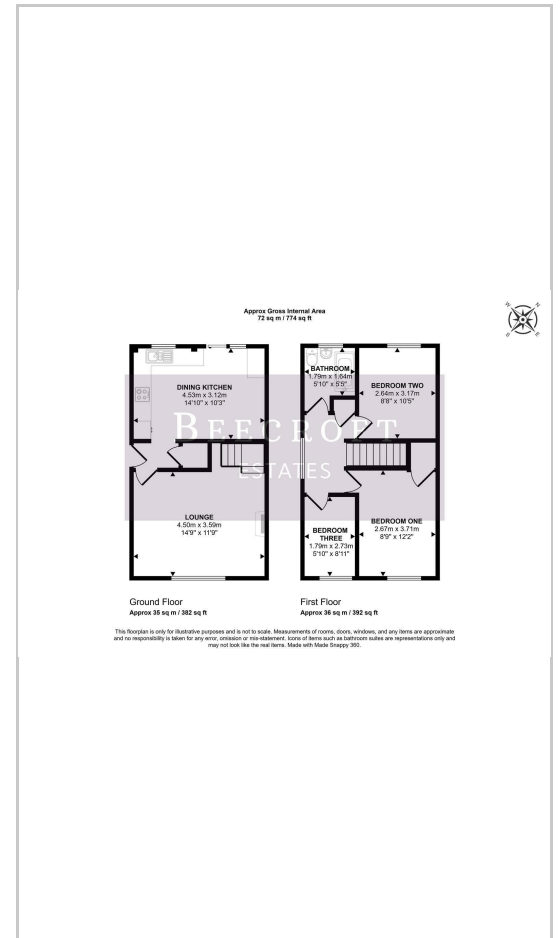 Approx Gross Internal Area
72 sq m / 774 sq ft
N
E
S
W
DINING KITCHEN
4.53m x 3.12m
14'10" x 10'3"
LOUNGE
4.50m x 3.59m
14'9" x 11'9"
BATHROOM
1.79m x 1.64m
5'10" x 5'5"
BEDROOM TWO
2.64m x 3.17m
8'8" x 10'5"
BEECROFT
ESTATES
BEDROOM
THREE
1.79m x 2.73m
5'10" x 8'11"
BEDROOM ONE
2.67m x 3.71m
8'9" x 12'2"
Ground Floor
Approx 35 sq m / 382 sq ft
First Floor
Approx 36 sq m / 392 sq ft
This floorplan is only for illustrative purposes and is not to scale. Measurements of rooms, doors, windows, and any items are approximate
and no responsibility is taken for any error, omission or mis-statement. Icons of items such as bathroom suites are representations only and
may not look like the real items. Made with Made Snappy 360.